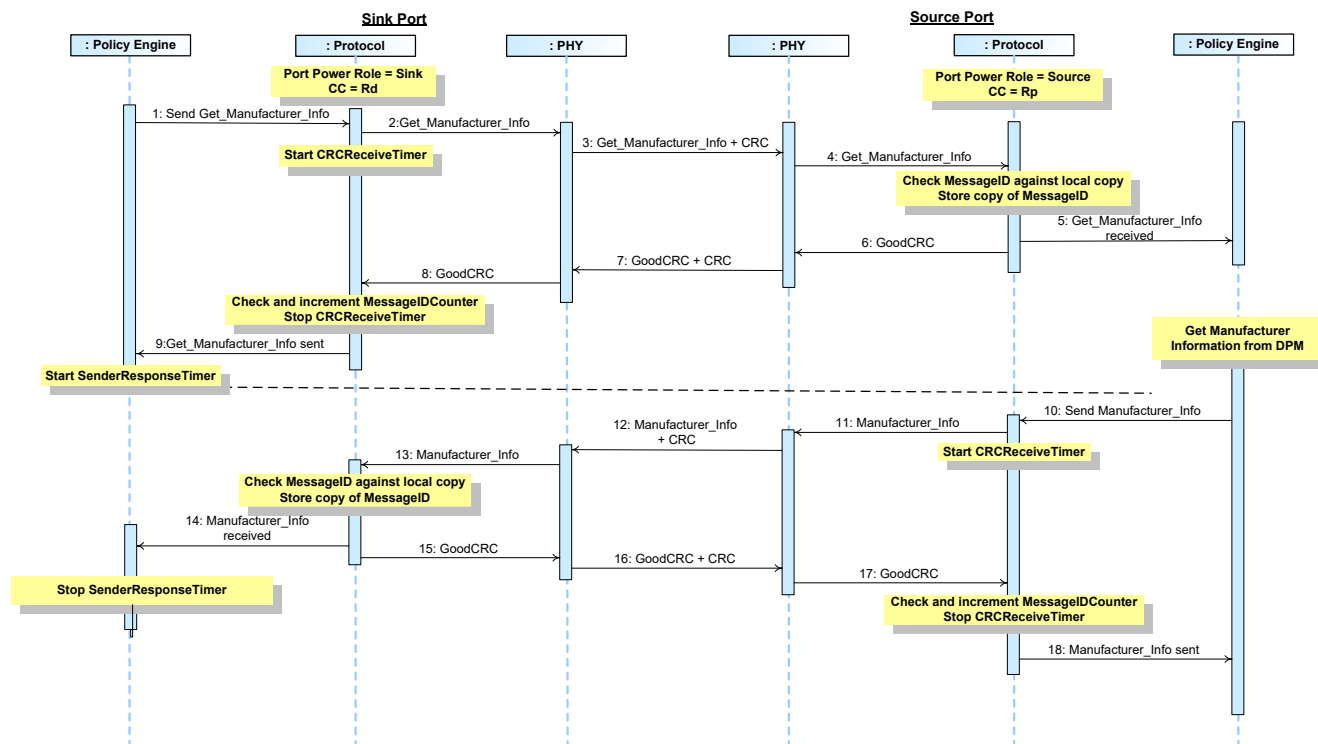 Sink Port
Source Port
: Policy Engine
: Protocol
: PHY
: PHY
: Protocol
: Policy Engine
Port Power Role = Sink
CC = Rd
Port Power Role = Source
CC = Rp
1: Send Get_Manufacturer_Info
2:Get_Manufacturer_Info
Start CRCReceiveTimer
3: Get_Manufacturer_Info + CRC
4: Get_Manufacturer_Info
Check MessageID against local copy
Store copy of MessageID
5: Get_Manufacturer_Info
received
6: GoodCRC
7: GoodCRC + CRC
8: GoodCRC
Check and increment MessageIDCounter
Stop CRCReceiveTimer
9:Get_Manufacturer_Info sent
Start SenderResponseTimer
Get Manufacturer
Information from DPM
10: Send Manufacturer_Info
11: Manufacturer_Info
Start CRCReceiveTimer
12: Manufacturer_Info
+ CRC
13: Manufacturer_Info
Check MessageID against local copy
Store copy of MessageID
14: Manufacturer_Info
received
15: GoodCRC
16: GoodCRC + CRC
17: GoodCRC
Stop SenderResponseTimer
Check and increment MessageIDCounter
Stop CRCReceiveTimer
18: Manufacturer_Info sent